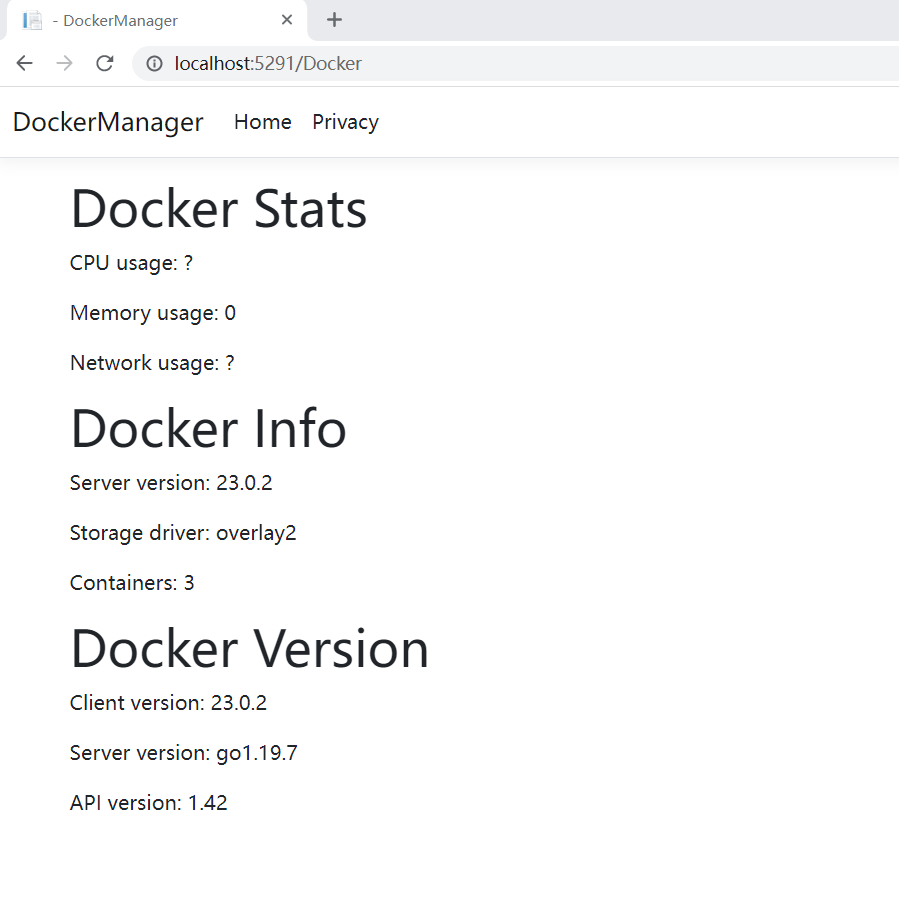 - DockerManager
localhost:5291/Docker
DockerManager Home Privacy
Docker Stats
CPU usage: ?
Memory usage: 0
Network usage: ?
Docker Info
Server version: 23.0.2
Storage driver: overlay2
Containers: 3
Docker Version
Client version: 23.0.2
Server version: go1.19.7
API version: 1.42